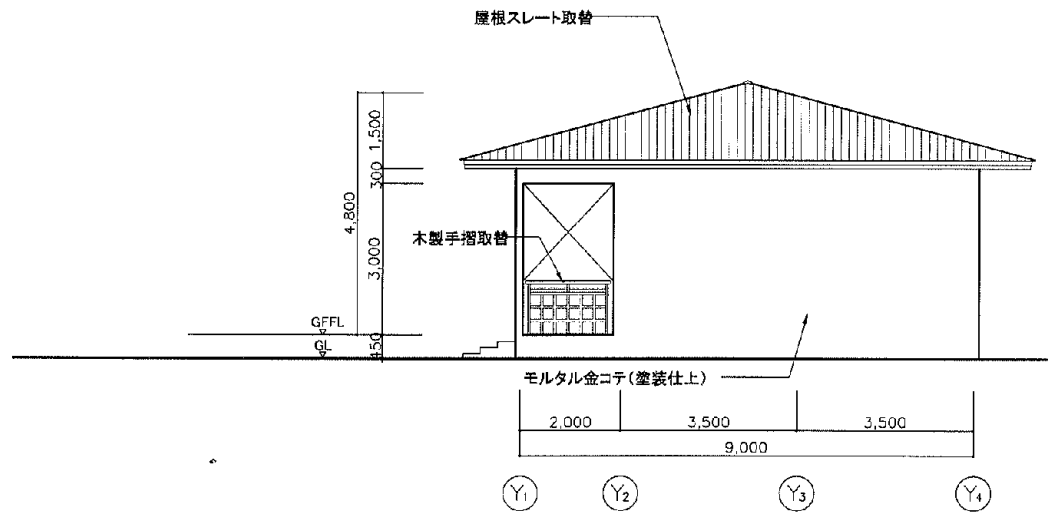 屋根スレート取替
1,500
300
4,800
3,000
木製手摺取替
GFFL
GL
450
モルタル金コテ(塗装仕上)
2,000
3,500
3,500
9,000
Y1
Y2
Y3
Y4